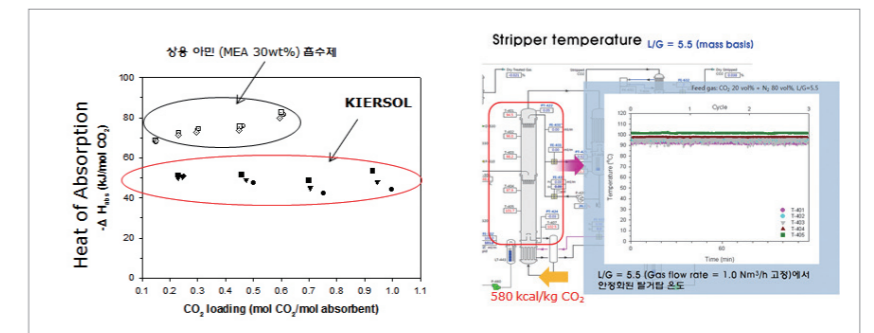 상용 아민 (MEA 30wt%) 흡수제
KIERSOL
Heat of Absorption
-Δ H_abs (kJ/mol CO₂)
100
80
60
40
20
0
0.1 0.2 0.3 0.4 0.5 0.6 0.7 0.8 0.9 1.0 1.1
CO₂ loading (mol CO₂/mol absorbent)
Stripper temperature L/G = 5.5 (mass basis)
580 kcal/kg CO₂
Feed gas: CO₂ 20 vol% + N₂ 80 vol%, L/G=5.5
Cycle
1 2 3
Temperature (°C)
120
110
100
90
80
70
60
50
40
30
20
10
0
T-401
T-402
T-403
T-404
T-405
60
Time (min)
L/G = 5.5 (Gas flow rate = 1.0 Nm³/h 고정)에서
안정화된 탈거탑 온도